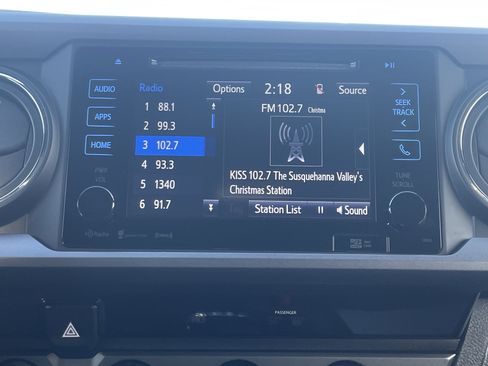 Radio
Options
2:18
Source
AUDIO
APPS
HOME
1 88.1
2 99.3
3 102.7
4 93.3
5 1340
6 91.7
FM 102.7 Christma
KISS 102.7 The Susquehanna Valley's
Christmas Station
Station List
Sound
SEEK
TRACK
PWR
VOL
TUNE
SCROLL
PASSENGER